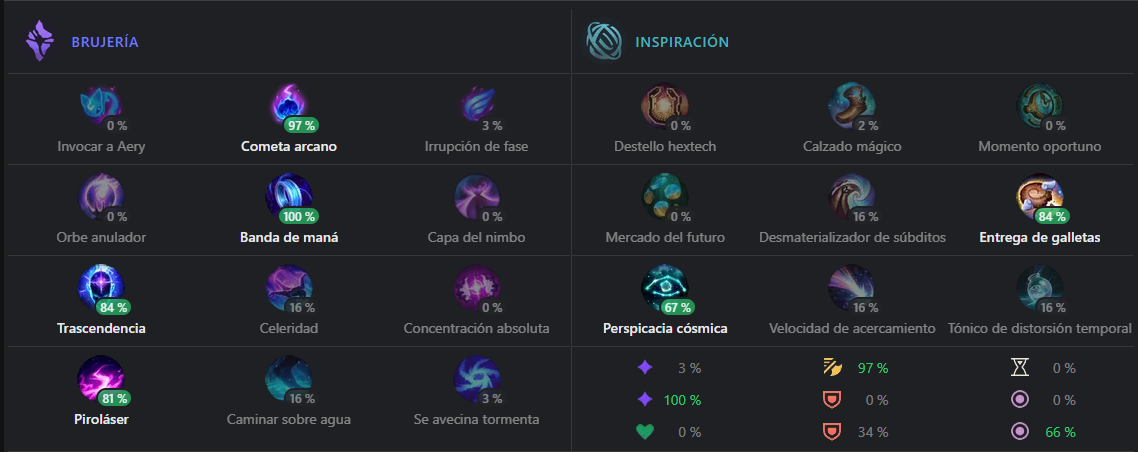 BRUJERÍA
INSPIRACIÓN
0 %
97 %
3 %
0 %
2 %
0 %
Invocar a Aery
Cometa arcano
Irrupción de fase
Destello hextech
Calzado mágico
Momento oportuno
0 %
100 %
0 %
0 %
16 %
84 %
Orbe anulador
Banda de maná
Capa del nimbo
Mercado del futuro
Desmaterializador de súbditos
Entrega de galletas
84 %
16 %
0 %
67 %
16 %
16 %
Trascendencia
Celeridad
Concentración absoluta
Perspicacia cósmica
Velocidad de acercamiento
Tónico de distorsión temporal
81 %
16 %
3 %
Piroláser
Caminar sobre agua
Se avecina tormenta
3 %
97 %
0 %
100 %
0 %
0 %
0 %
34 %
66 %